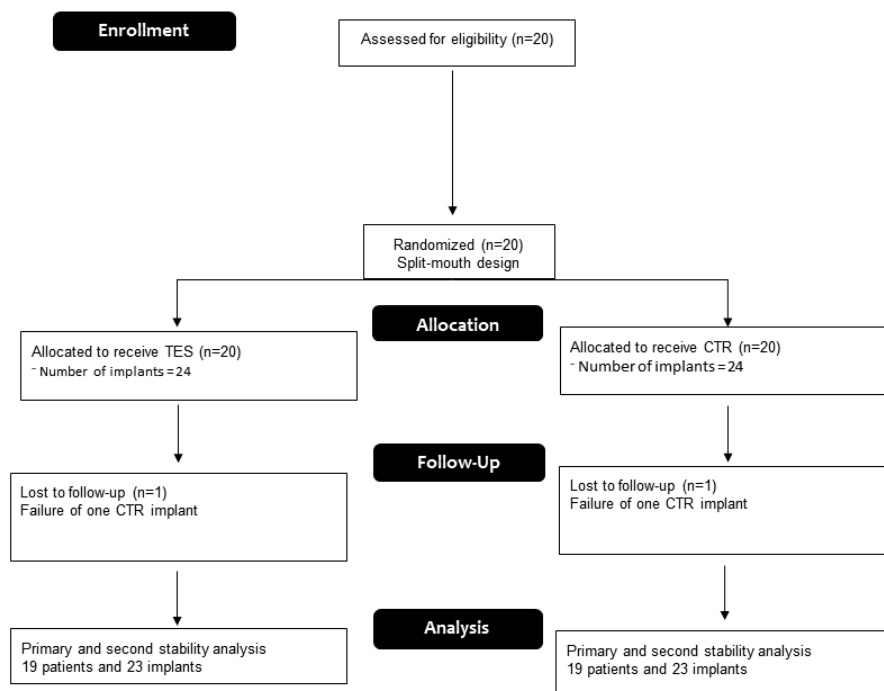 Enrollment
Assessed for eligibility (n=20)
Randomized (n=20)
Split-mouth design
Allocation
Allocated to receive TES (n=20)
⁻ Number of implants = 24
Allocated to receive CTR (n=20)
⁻ Number of implants = 24
Follow-Up
Lost to follow-up (n=1)
Failure of one CTR implant
Lost to follow-up (n=1)
Failure of one CTR implant
Analysis
Primary and second stability analysis
19 patients and 23 implants
Primary and second stability analysis
19 patients and 23 implants